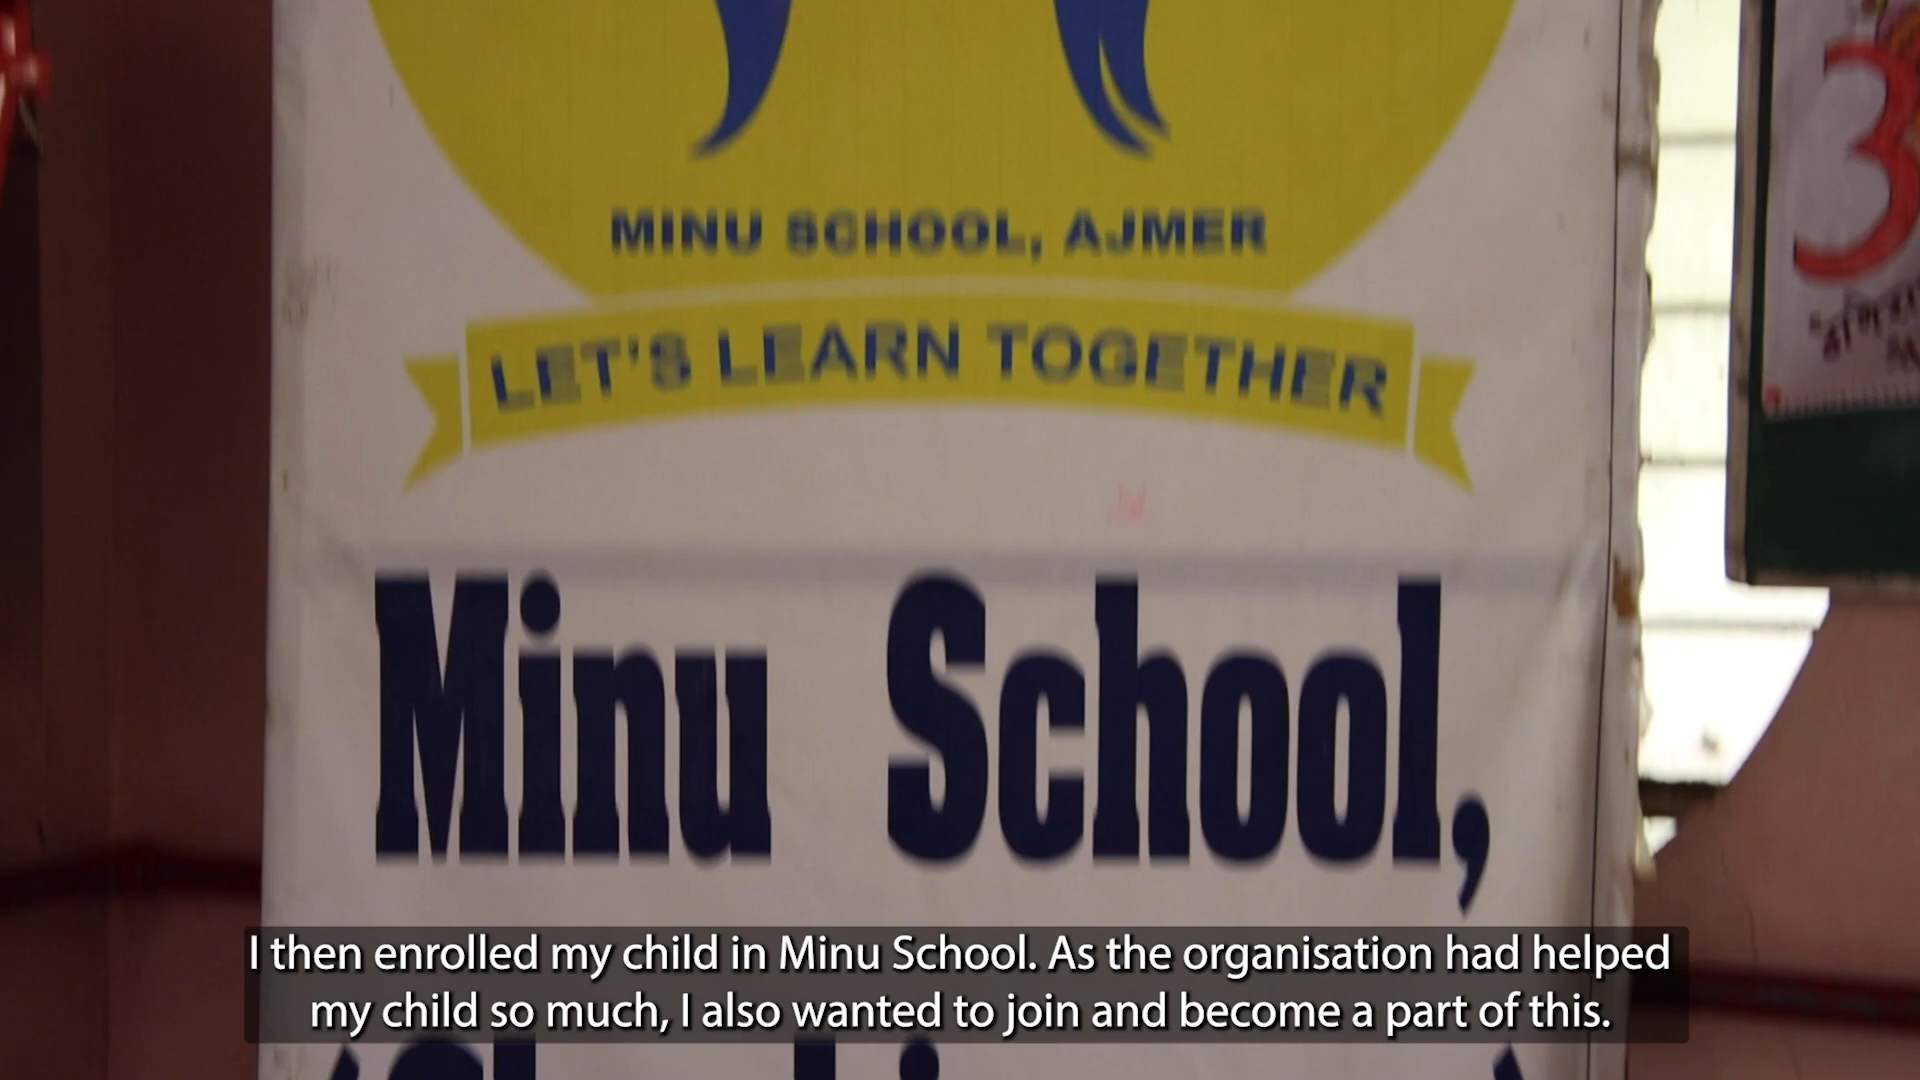 MINU SCHOOL, AJMER
LET'S LEARN TOGETHER
3
Minu School,
I then enrolled my child in Minu School. As the organisation had helped
my child so much, I also wanted to join and become a part of this.